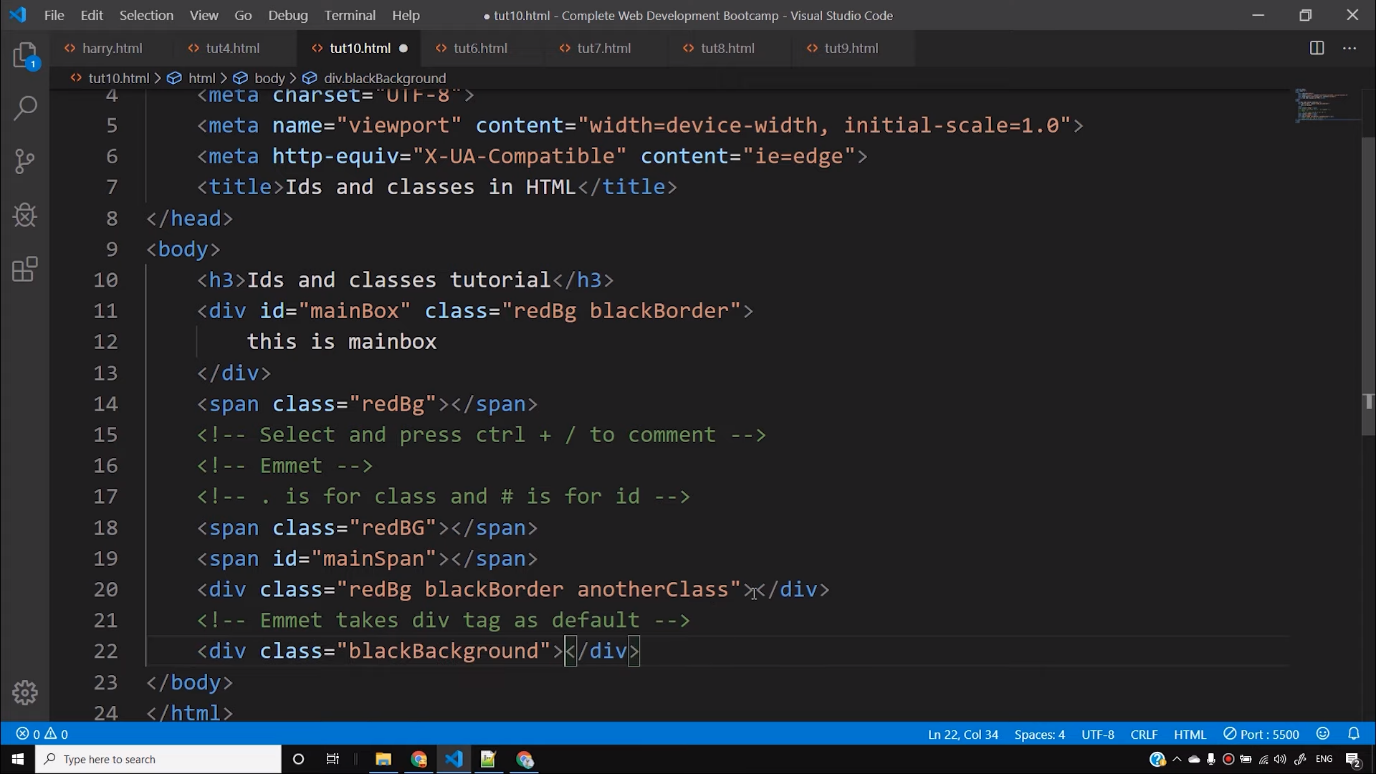 File Edit Selection View Go Debug Terminal Help ● tut10.html - Complete Web Development Bootcamp - Visual Studio Code
harry.html tut4.html tut10.html ● tut6.html tut7.html tut8.html tut9.html
1
tut10.html > html > body > div.blackBackground
4 <meta charset="UTF-8">
5 <meta name="viewport" content="width=device-width, initial-scale=1.0">
6 <meta http-equiv="X-UA-Compatible" content="ie=edge">
7 <title>Ids and classes in HTML</title>
8 </head>
9 <body>
10 <h3>Ids and classes tutorial</h3>
11 <div id="mainBox" class="redBg blackBorder">
12 this is mainbox
13 </div>
14 <span class="redBg"></span>
15 <!-- Select and press ctrl + / to comment -->
16 <!-- Emmet -->
17 <!-- . is for class and # is for id -->
18 <span class="redBG"></span>
19 <span id="mainSpan"></span>
20 <div class="redBg blackBorder anotherClass"></div>
21 <!-- Emmet takes div tag as default -->
22 <div class="blackBackground"></div>
23 </body>
24 </html>
0 0 Ln 22, Col 34 Spaces: 4 UTF-8 CRLF HTML Port : 5500
Type here to search ENG 2